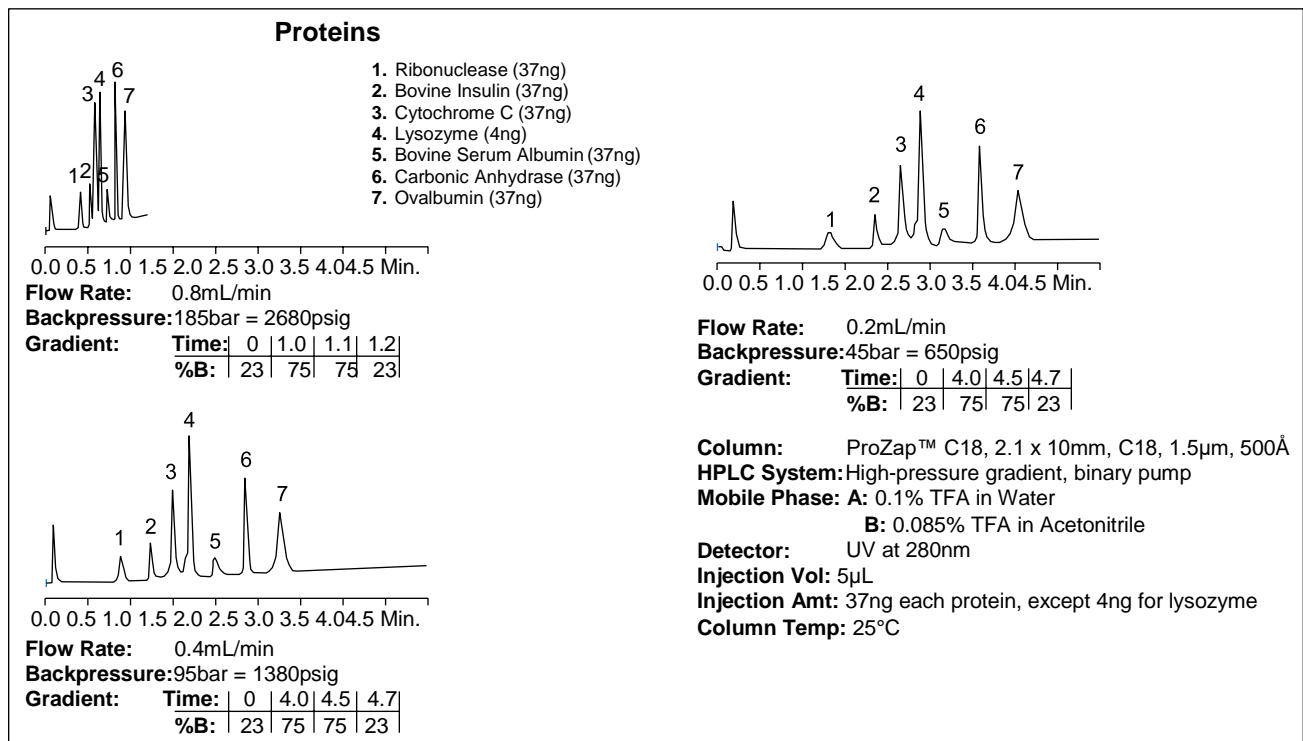 Proteins
1. Ribonuclease (37ng)
2. Bovine Insulin (37ng)
3. Cytochrome C (37ng)
4. Lysozyme (4ng)
5. Bovine Serum Albumin (37ng)
6. Carbonic Anhydrase (37ng)
7. Ovalbumin (37ng)
1 2 3 4 5 6 7
0.0 0.5 1.0 1.5 2.0 2.5 3.0 3.5 4.04.5 Min.
Flow Rate: 0.8mL/min
Backpressure:185bar = 2680psig
Gradient: Time: 0 1.0 1.1 1.2
%B: 23 75 75 23
1 2 3 4 5 6 7
0.0 0.5 1.0 1.5 2.0 2.5 3.0 3.5 4.04.5 Min.
Flow Rate: 0.4mL/min
Backpressure:95bar = 1380psig
Gradient: Time: 0 4.0 4.5 4.7
%B: 23 75 75 23
1 2 3 4 5 6 7
0.0 0.5 1.0 1.5 2.0 2.5 3.0 3.5 4.04.5 Min.
Flow Rate: 0.2mL/min
Backpressure:45bar = 650psig
Gradient: Time: 0 4.0 4.5 4.7
%B: 23 75 75 23
Column: ProZap™ C18, 2.1 x 10mm, C18, 1.5µm, 500Å
HPLC System:High-pressure gradient, binary pump
Mobile Phase: A: 0.1% TFA in Water
B: 0.085% TFA in Acetonitrile
Detector: UV at 280nm
Injection Vol: 5µL
Injection Amt: 37ng each protein, except 4ng for lysozyme
Column Temp: 25°C